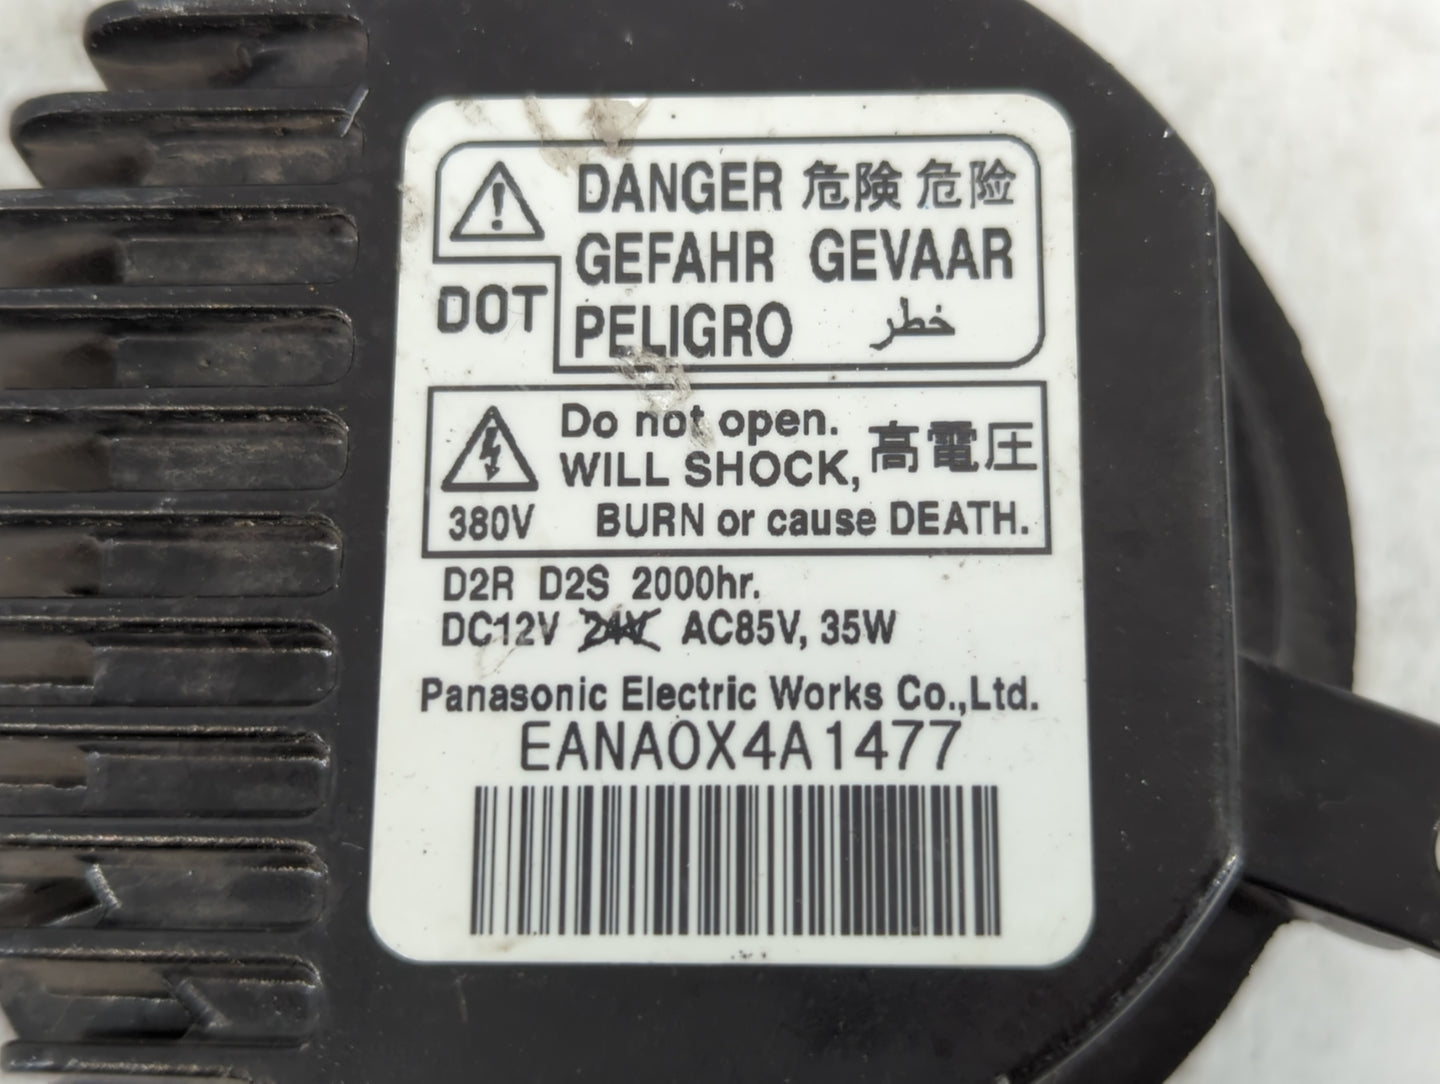 DANGER 危険 危险
GEFAHR GEVAAR
DOT
PELIGRO خطر
Do not open.
WILL SHOCK, 高電圧
380V BURN or cause DEATH.
D2R D2S 2000hr.
DC12V 24V AC85V, 35W
Panasonic Electric Works Co.,Ltd.
EANA0X4A1477